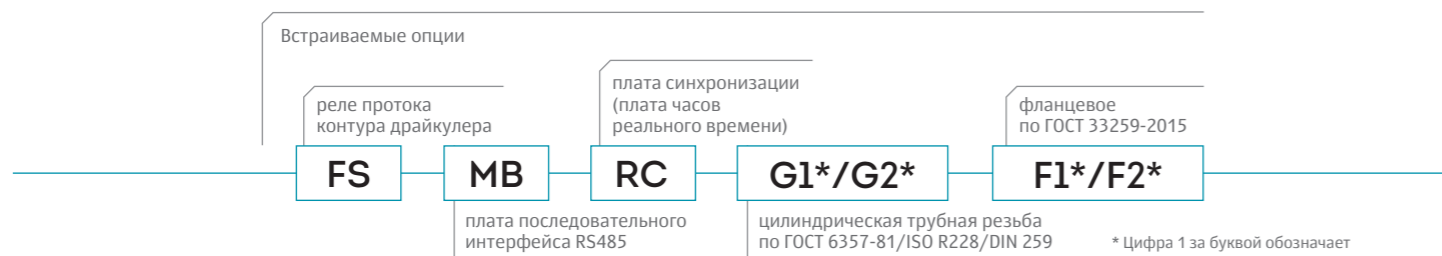 Встраиваемые опции
плата синхронизации
(плата часов
реального времени)
реле протока
контура драйкулера
фланцевое
по ГОСТ 33259-2015
FS
MB
RC
G1*/G2*
F1*/F2*
плата последовательного
интерфейса RS485
цилиндрическая трубная резьба
по ГОСТ 6357-81/ISO R228/DIN 259
* Цифра 1 за буквой обозначает